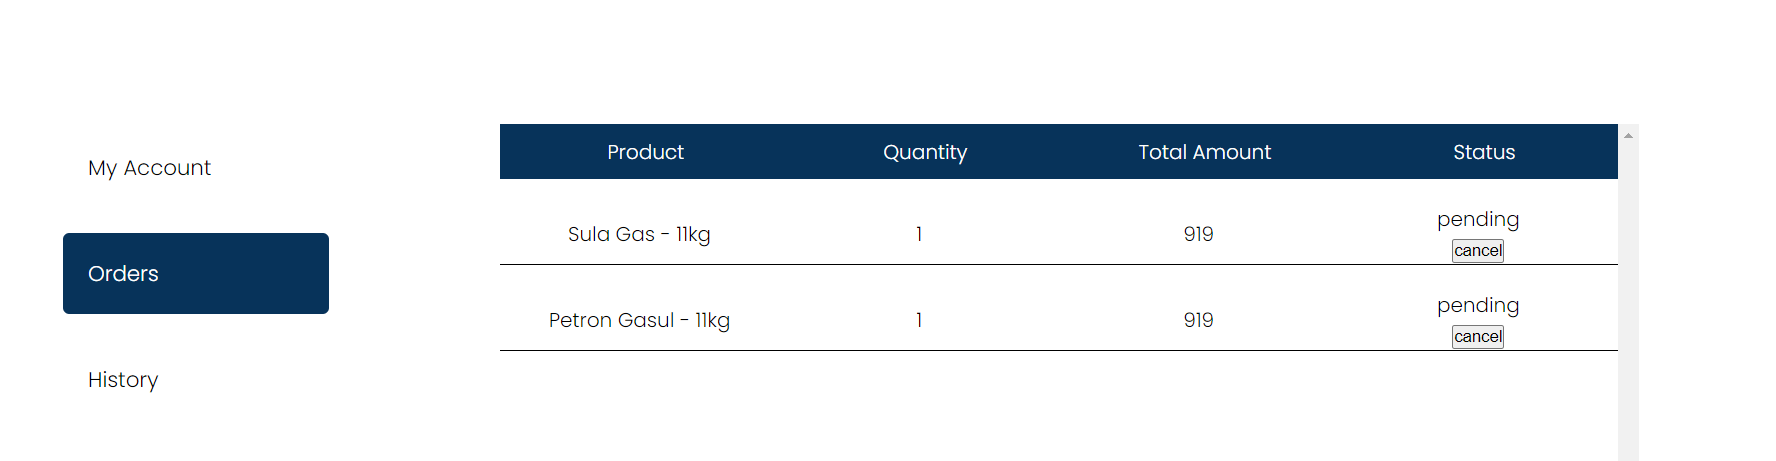 My Account
Orders
History
Product Quantity Total Amount Status
Sula Gas - 11kg 1 919 pending
cancel
Petron Gasul - 11kg 1 919 pending
cancel